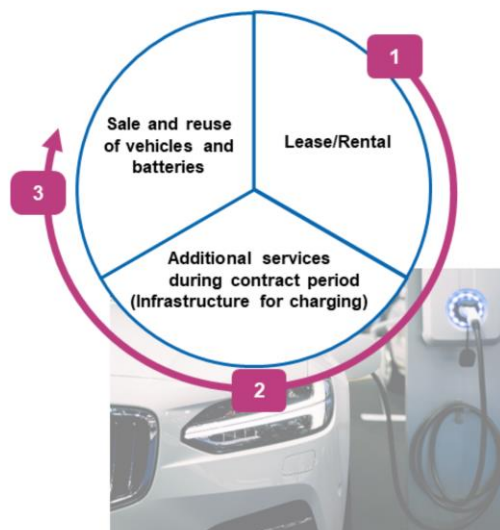 1
Lease/Rental
Sale and reuse
of vehicles and
batteries
3
Additional services
during contract period
(Infrastructure for charging)
2